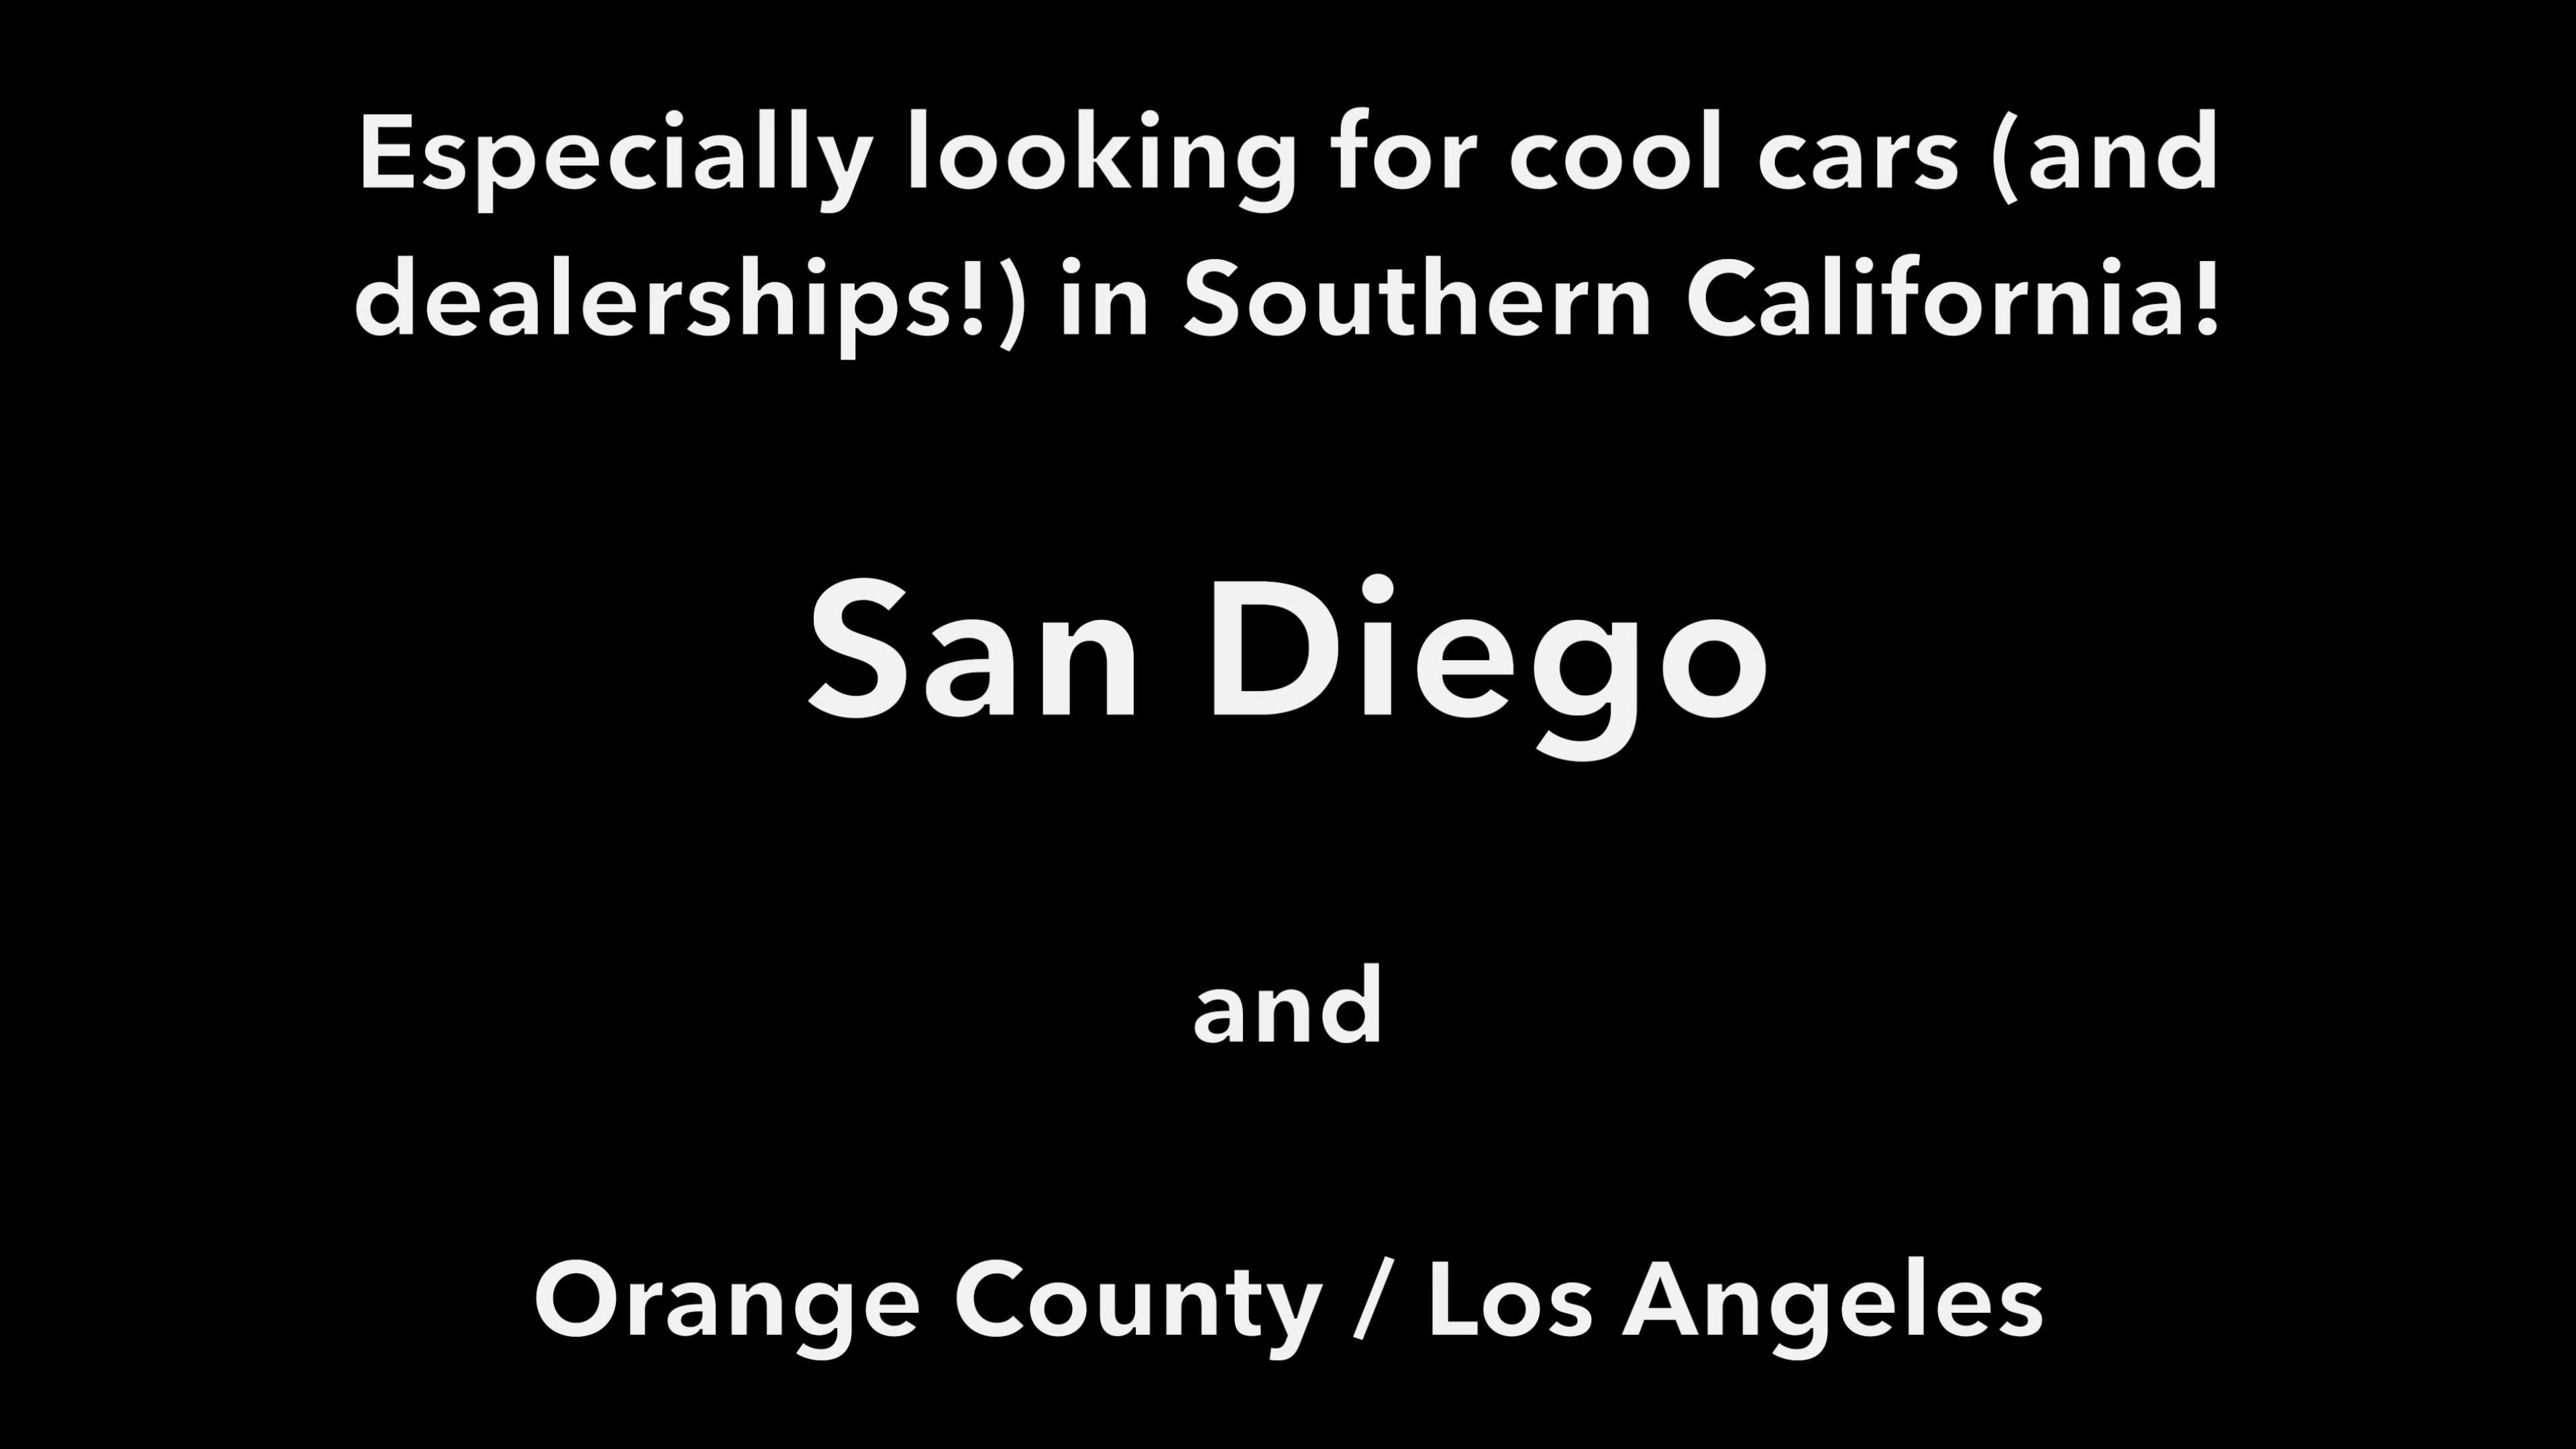 Especially looking for cool cars (and
dealerships!) in Southern California!
San Diego
and
Orange County / Los Angeles